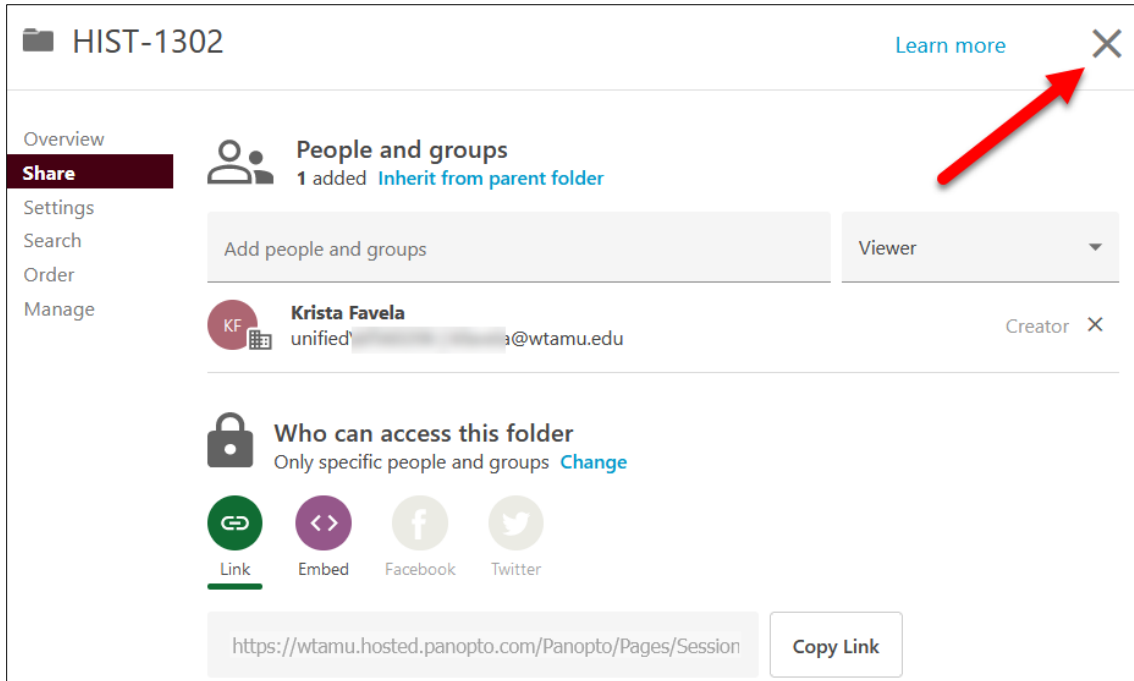 HIST-1302
Learn more
Overview
Share
Settings
Search
Order
Manage
People and groups
1 added Inherit from parent folder
Add people and groups
Viewer
KF
Krista Favela
unified\
a@wtamu.edu
Creator
Who can access this folder
Only specific people and groups Change
Link
Embed
Facebook
Twitter
https://wtamu.hosted.panopto.com/Panopto/Pages/Session
Copy Link